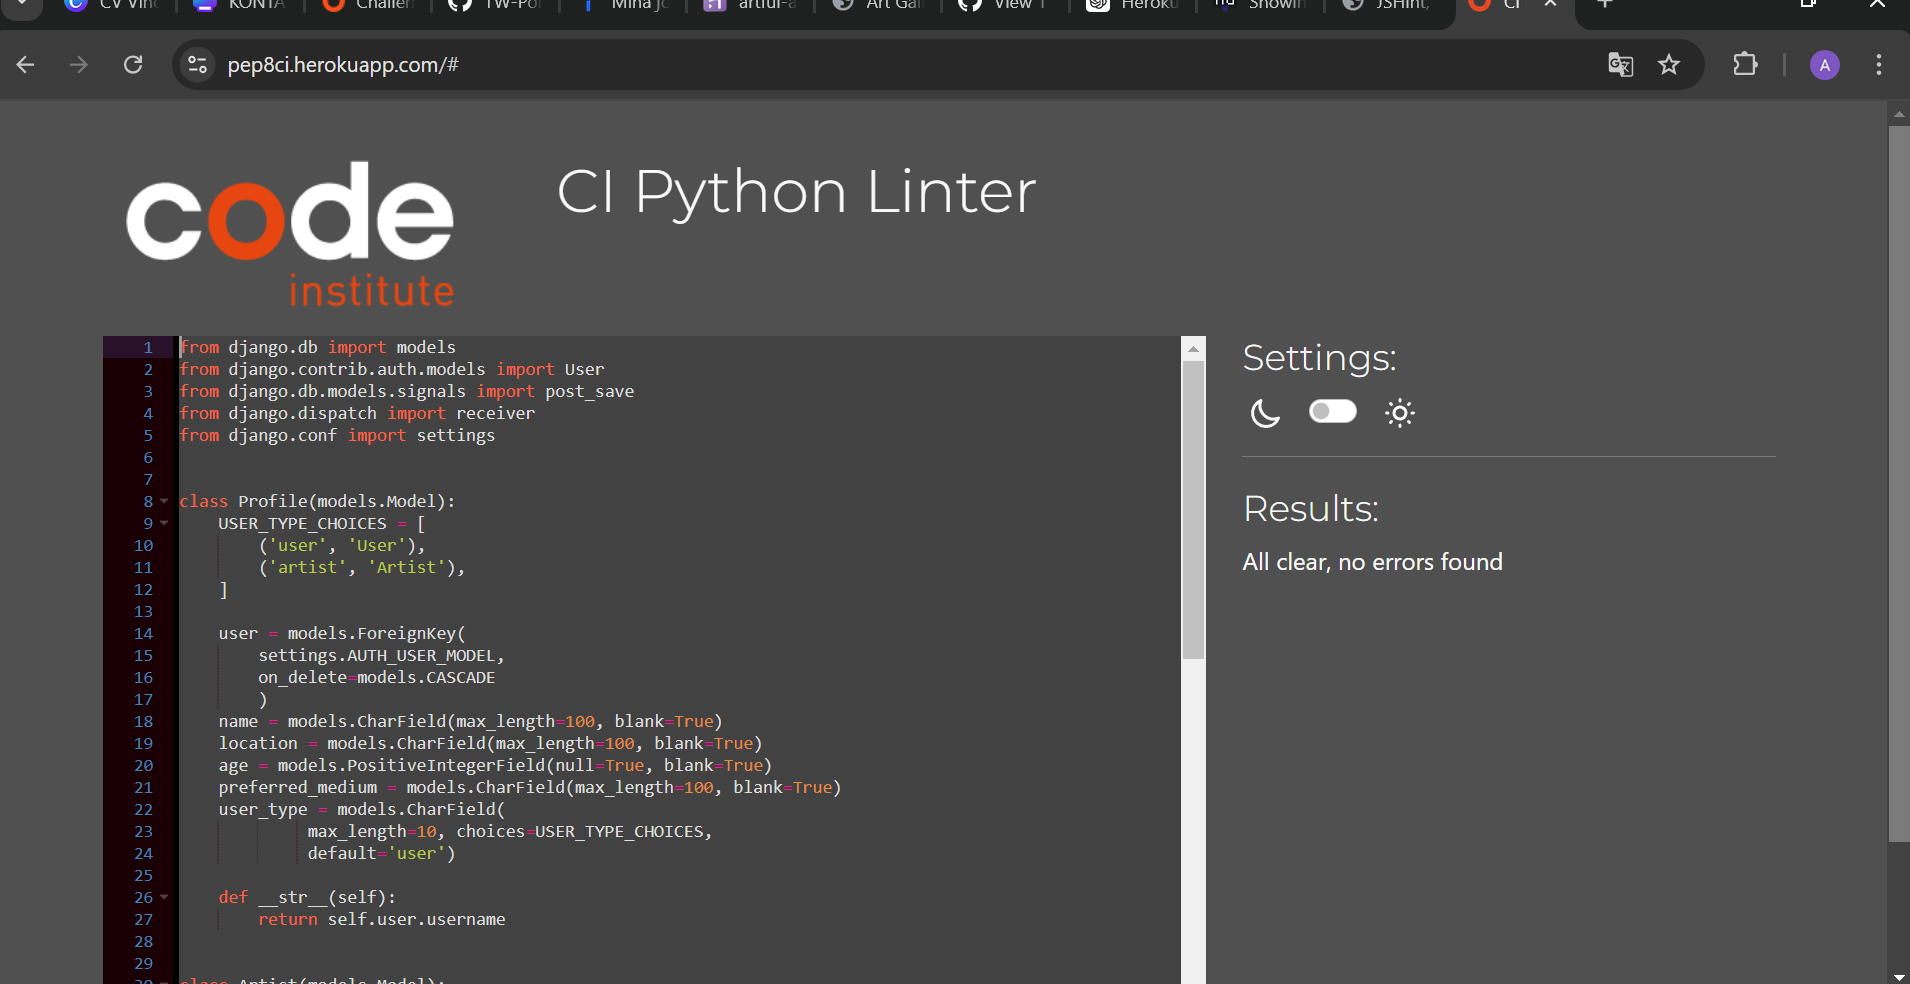 KONTA
TW-Po
artful-a
Art Gal
View
Heroku
JSHint,
CI
pep8ci.herokuapp.com/#
A
code
institute
CI Python Linter
1 from django.db import models
2 from django.contrib.auth.models import User
3 from django.db.models.signals import post_save
4 from django.dispatch import receiver
5 from django.conf import settings
6
7
8 class Profile(models.Model):
9     USER_TYPE_CHOICES = [
10         ('user', 'User'),
11         ('artist', 'Artist'),
12     ]
13
14     user = models.ForeignKey(
15         settings.AUTH_USER_MODEL,
16         on_delete=models.CASCADE
17         )
18     name = models.CharField(max_length=100, blank=True)
19     location = models.CharField(max_length=100, blank=True)
20     age = models.PositiveIntegerField(null=True, blank=True)
21     preferred_medium = models.CharField(max_length=100, blank=True)
22     user_type = models.CharField(
23              max_length=10, choices=USER_TYPE_CHOICES,
24              default='user')
25
26     def __str__(self):
27         return self.user.username
28
29
30 class Artist(models.Model):
Settings:
Results:
All clear, no errors found